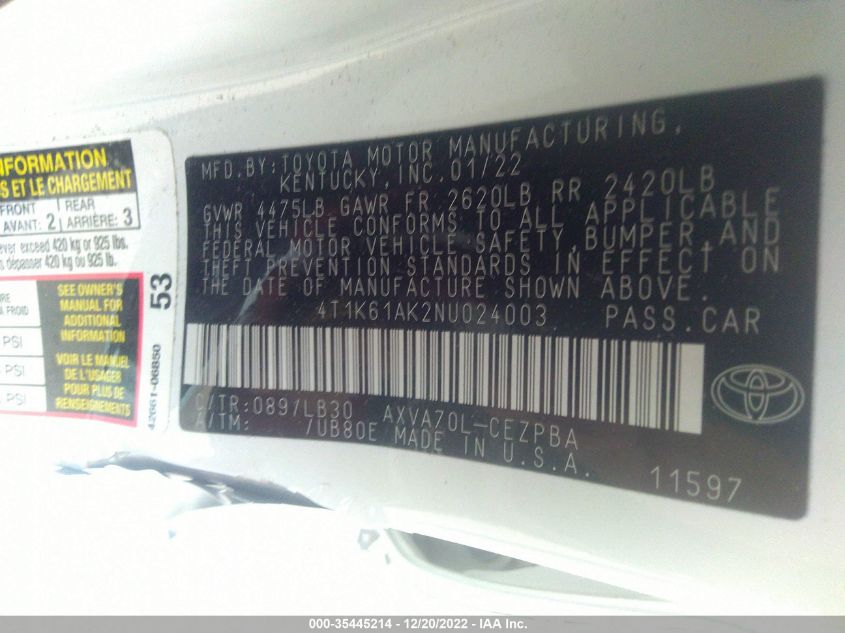 NFORMATION
S ET LE CHARGEMENT
FRONT
AVANT: 2
REAR
ARRIÈRE: 3
ver exceed 420 kg or 925 lbs.
s dépasser 420 kg ou 925 lb.
SEE OWNER'S
MANUAL FOR
ADDITIONAL
INFORMATION
VOIR LE MANUEL
DE L'USAGER
POUR PLUS DE
RENSEIGNEMENTS
PSI
PSI
53
42661-06850
MFD. BY: TOYOTA MOTOR MANUFACTURING,
KENTUCKY, INC. 01/22
GVWR 4475LB GAWR FR 2620LB RR 2420LB
THIS VEHICLE CONFORMS TO ALL APPLICABLE
FEDERAL MOTOR VEHICLE SAFETY, BUMPER, AND
THEFT PREVENTION STANDARDS IN EFFECT ON
THE DATE OF MANUFACTURE SHOWN ABOVE.
4T1K61AK2NU024003 PASS. CAR
C/TR: 089/LB30 AXVA70L-CEZPBA
A/TM: /UB80E MADE IN U.S.A.
11597
000-35445214 - 12/20/2022 - IAA Inc.